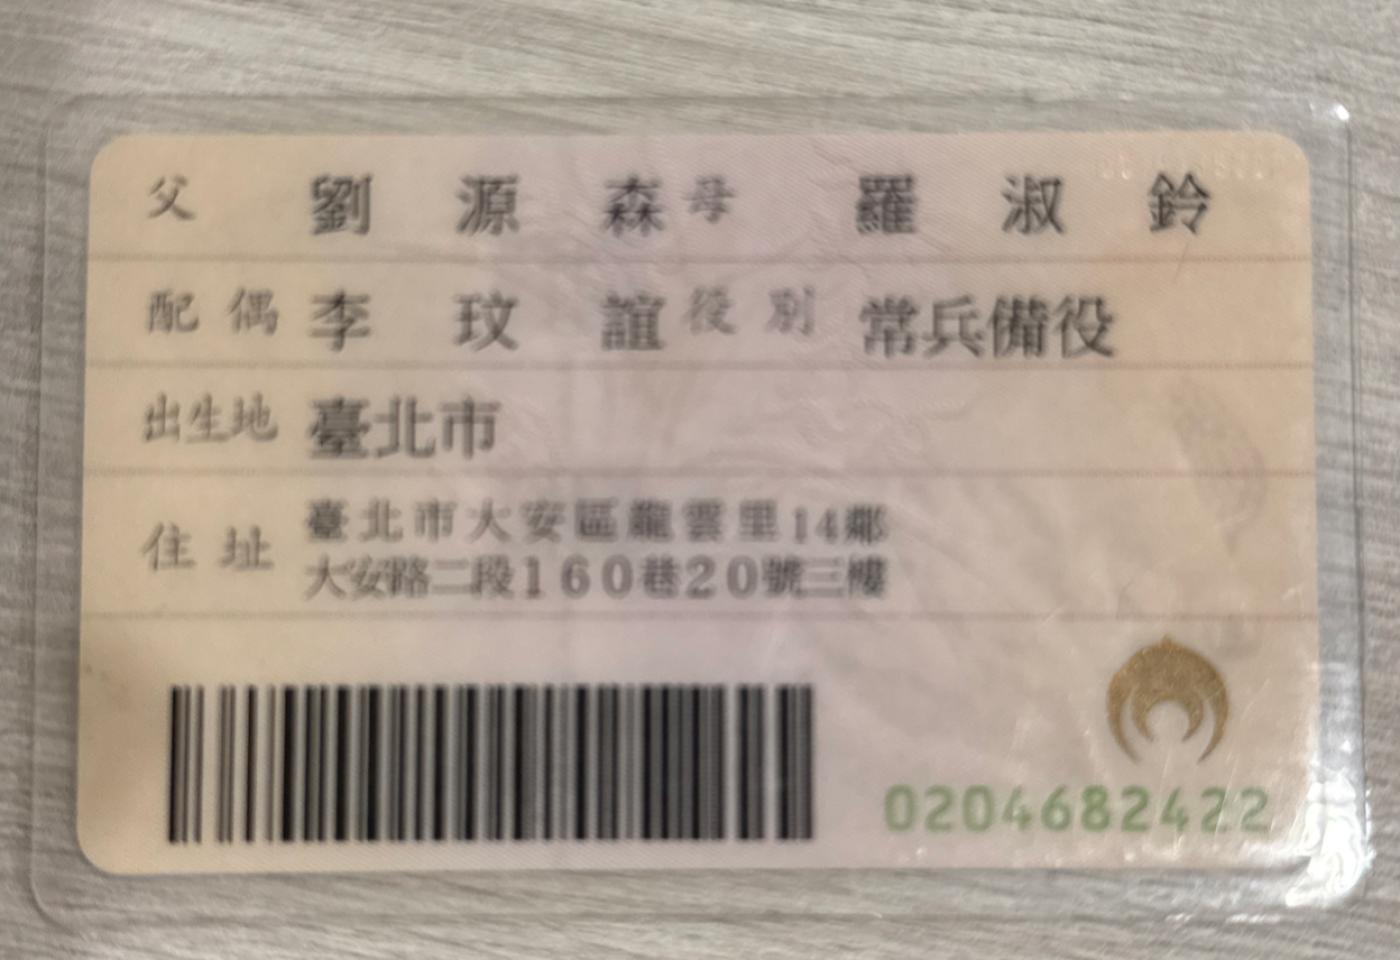 父 劉源森 母 羅淑鈴
配偶 李玟誼 役別 常兵備役
出生地 臺北市
住址 臺北市大安區龍雲里14鄰
大安路二段160巷20號三樓
0204682422